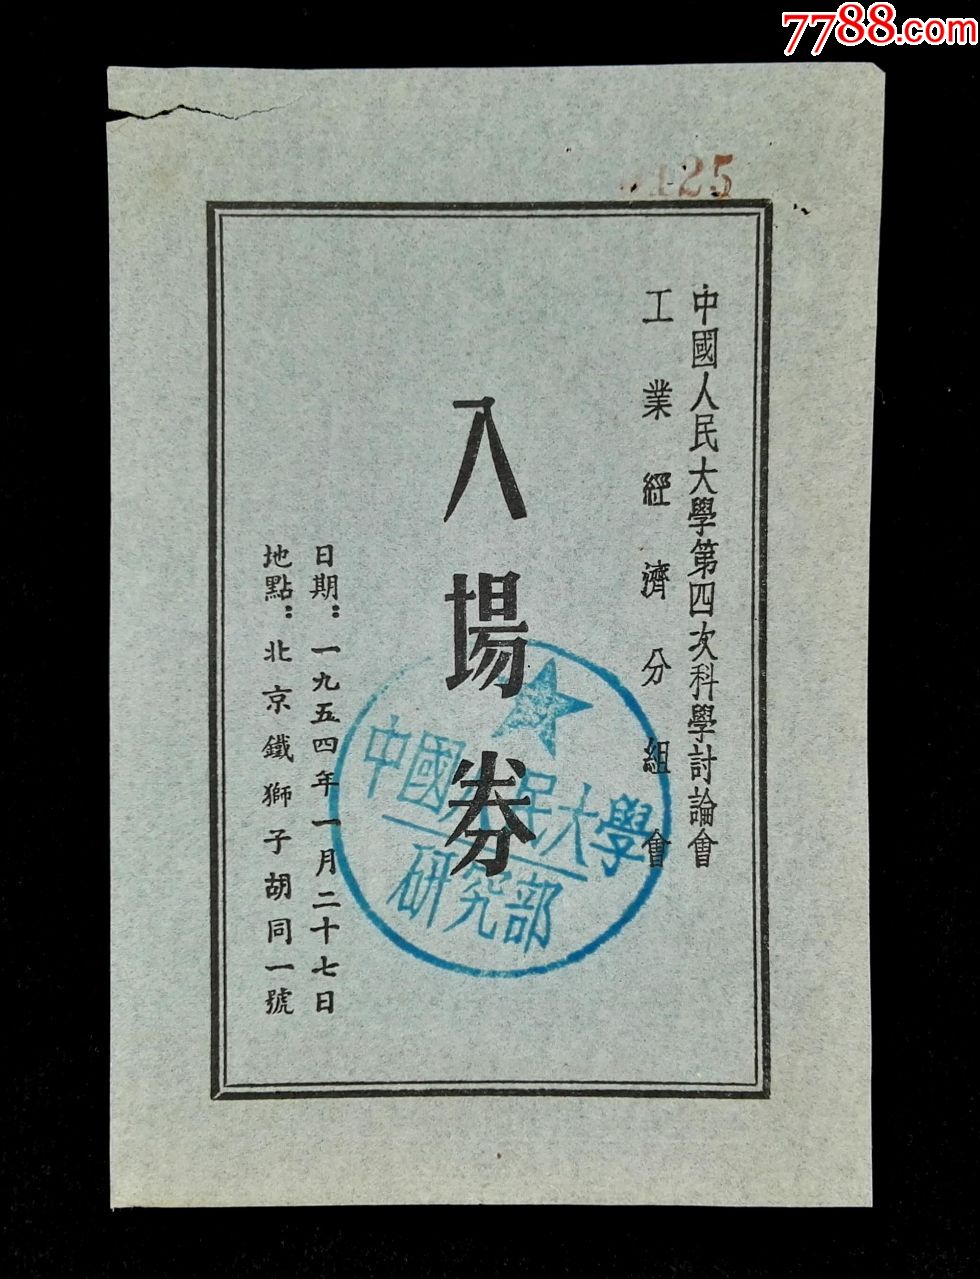 7788.com
25
中國人民大學第四次科學討論會
工業經濟分組會
入場券
日期：一九五四年一月二十七日
地點：北京鐵獅子胡同一號
中國人民大學
研究部